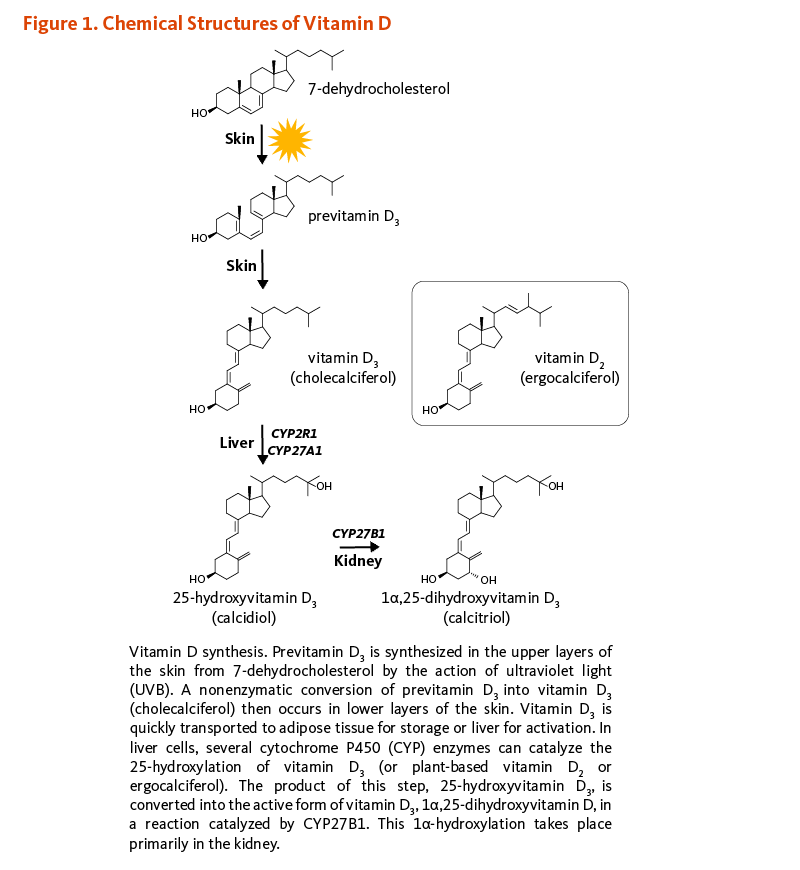 Figure 1. Chemical Structures of Vitamin D
7-dehydrocholesterol
HO
Skin
previtamin D3
HO
Skin
vitamin D3
(cholecalciferol)
HO
vitamin D2
(ergocalciferol)
HO
Liver
CYP2R1
CYP27A1
OH
HO
25-hydroxyvitamin D3
(calcidiol)
CYP27B1
Kidney
OH
HO
OH
1α,25-dihydroxyvitamin D3
(calcitriol)
Vitamin D synthesis. Previtamin D3 is synthesized in the upper layers of
the skin from 7-dehydrocholesterol by the action of ultraviolet light
(UVB). A nonenzymatic conversion of previtamin D3 into vitamin D3
(cholecalciferol) then occurs in lower layers of the skin. Vitamin D3 is
quickly transported to adipose tissue for storage or liver for activation. In
liver cells, several cytochrome P450 (CYP) enzymes can catalyze the
25-hydroxylation of vitamin D3 (or plant-based vitamin D2 or
ergocalciferol). The product of this step, 25-hydroxyvitamin D3, is
converted into the active form of vitamin D3, 1α,25-dihydroxyvitamin D, in
a reaction catalyzed by CYP27B1. This 1α-hydroxylation takes place
primarily in the kidney.